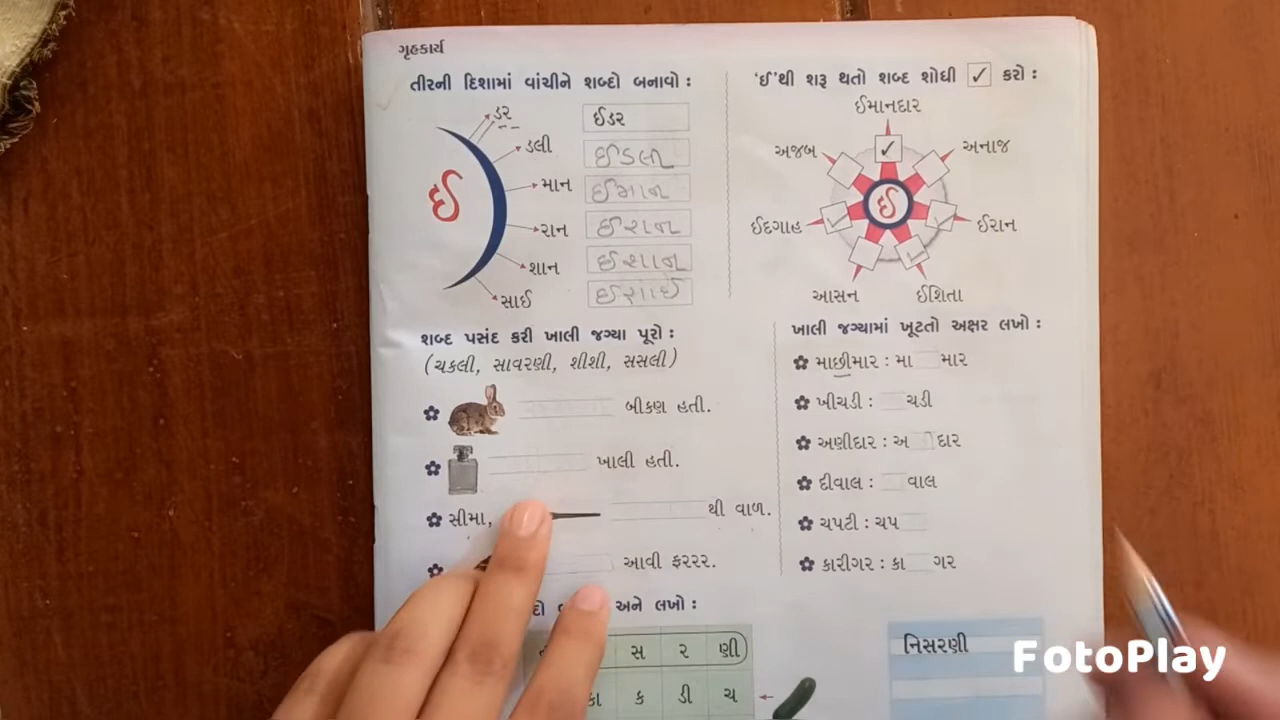 ગૃહકાર્ય
તીરની દિશામાં વાંચીને શબ્દો બનાવો :
ઈ
ડર ઈડર
ડલી ઈડલી
માન ઈમાન
રાન ઈરાન
શાન ઈશાન
સાઈ ઈસાઈ
'ઈ'થી શરૂ થતો શબ્દ શોધી ✓ કરો :
ઈમાનદાર
અજબ ✓ અનાજ
ઈ
ઈદગાહ ✓ ✓ ઈરાન
✓
આસન ઈશિતા
શબ્દ પસંદ કરી ખાલી જગ્યા પૂરો :
(ચકલી, સાવરણી, શીશી, સસલી)
બીકણ હતી.
ખાલી હતી.
સીમા, થી વાળ.
આવી ફરરર.
ખાલી જગ્યામાં ખૂટતો અક્ષર લખો :
માછીમાર : મા માર
ખીચડી : ચડી
અણીદાર : અ દાર
દીવાલ : વાલ
ચપટી : ચપ
કારીગર : કા ગર
અને લખો :
સ ર ણી
કા ક ડી ચ
નિસરણી
FotoPlay